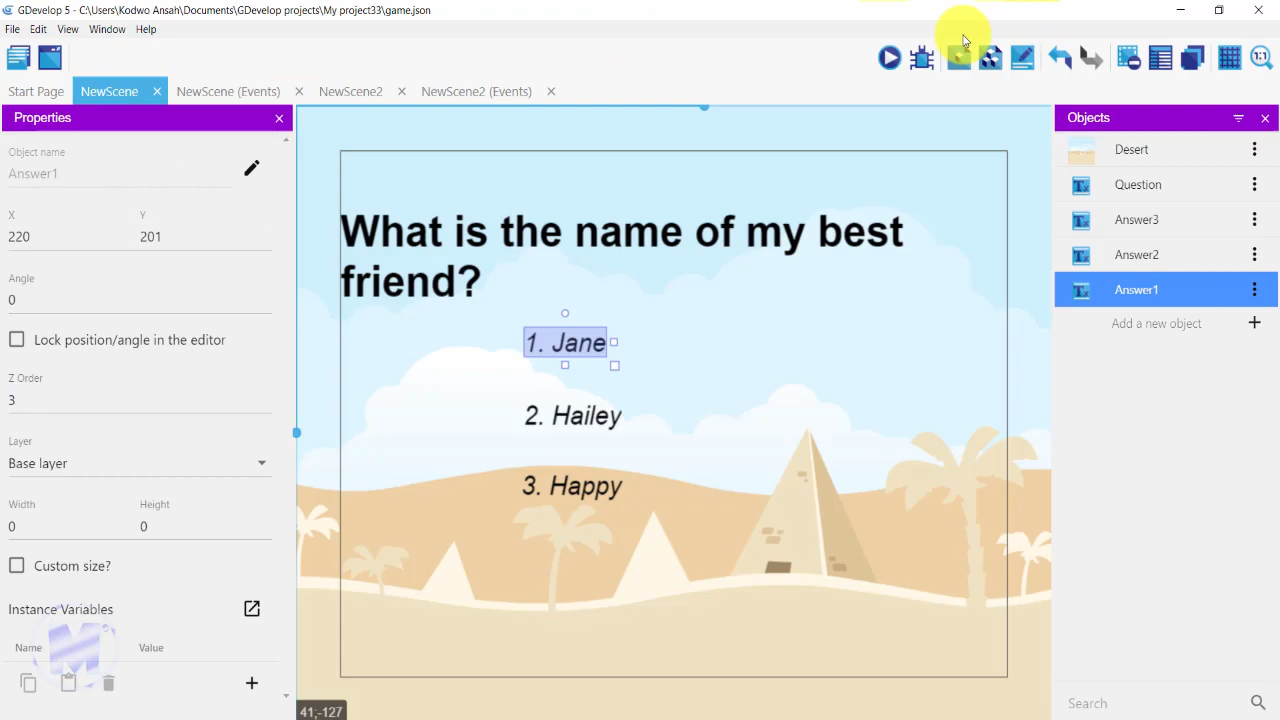 GDevelop 5 - C:\Users\Kodwo Ansah\Documents\GDevelop projects\My project33\game.json
File Edit View Window Help
Start Page NewScene NewScene (Events) NewScene2 NewScene2 (Events)
Properties
Object name
Answer1
X Y
220 201
Angle
0
Lock position/angle in the editor
Z Order
3
Layer
Base layer
Width Height
0 0
Custom size?
Instance Variables
Name Value
What is the name of my best
friend?
1. Jane
2. Hailey
3. Happy
41;-127
Objects
Desert
Question
Answer3
Answer2
Answer1
Add a new object
Search
1:1